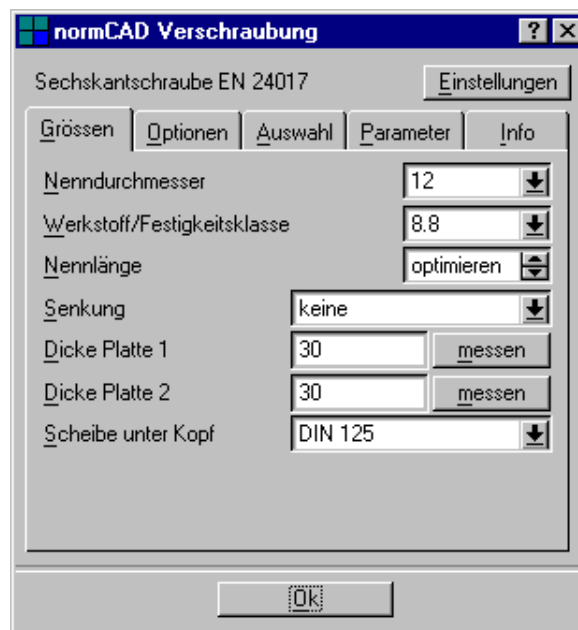 normCAD Verschraubung
Sechskantschraube EN 24017 Einstellungen
Grössen Optionen Auswahl Parameter Info
Nenndurchmesser 12
Werkstoff/Festigkeitsklasse 8.8
Nennlänge optimieren
Senkung keine
Dicke Platte 1 30 messen
Dicke Platte 2 30 messen
Scheibe unter Kopf DIN 125
Ok